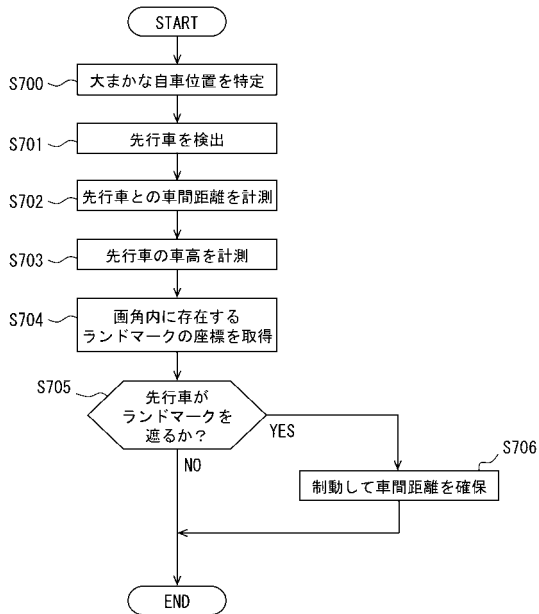 START
S700
大まかな自車位置を特定
S701
先行車を検出
S702
先行車との車間距離を計測
S703
先行車の車高を計測
S704
画角内に存在する
ランドマークの座標を取得
S705
先行車が
ランドマークを
遮るか？
YES
NO
S706
制動して車間距離を確保
END